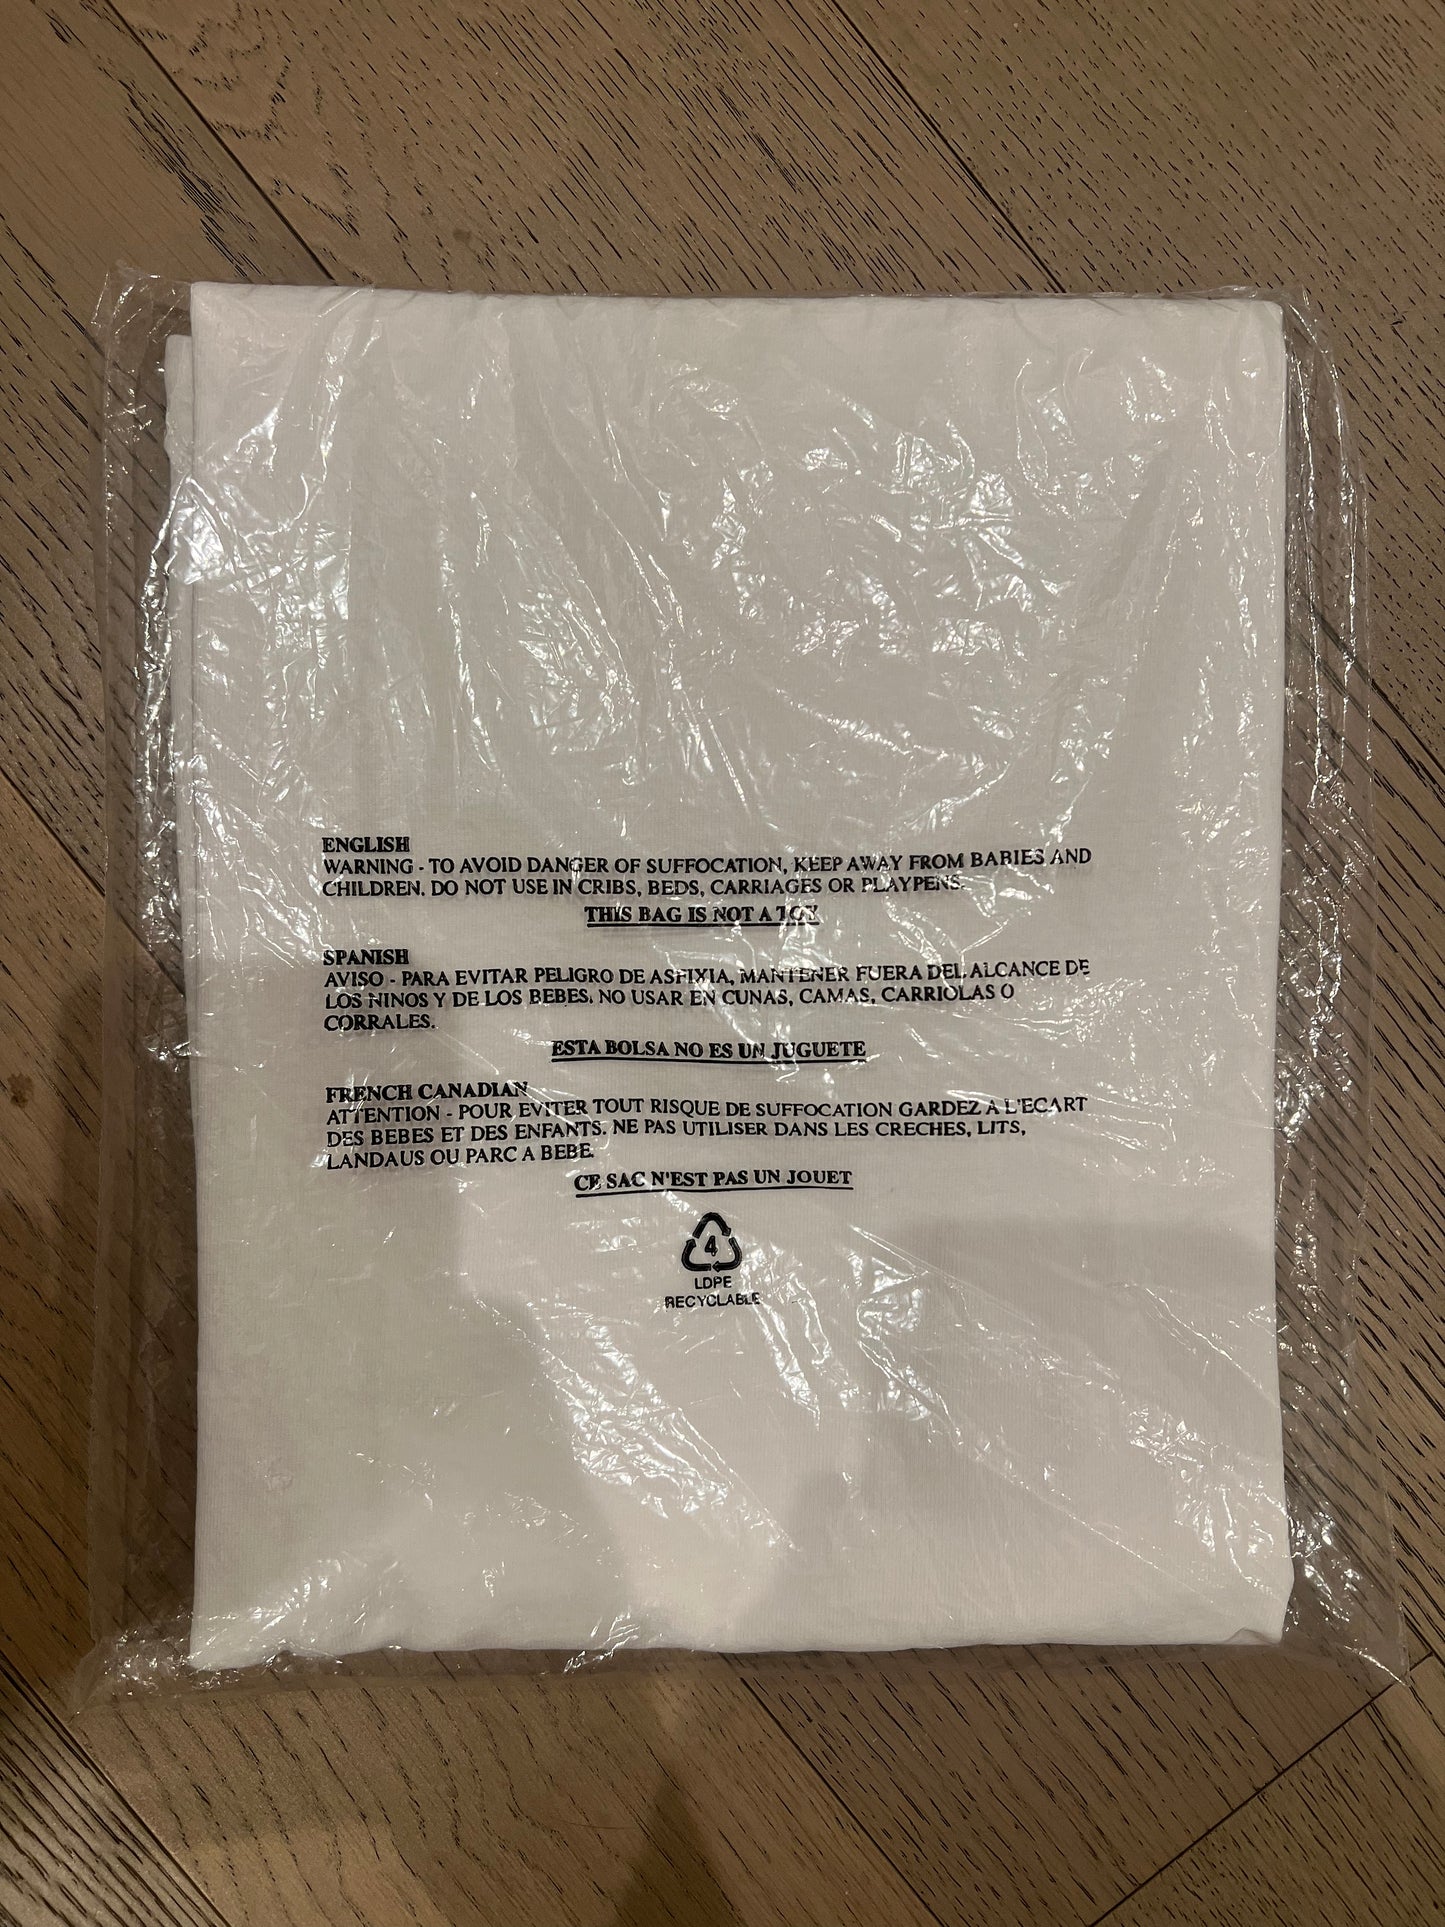 ENGLISH
WARNING - TO AVOID DANGER OF SUFFOCATION, KEEP AWAY FROM BABIES AND
CHILDREN. DO NOT USE IN CRIBS, BEDS, CARRIAGES OR PLAYPENS.
THIS BAG IS NOT A TOY
SPANISH
AVISO - PARA EVITAR PELIGRO DE ASFIXIA, MANTENER FUERA DEL ALCANCE DE
LOS NINOS Y DE LOS BEBES. NO USAR EN CUNAS, CAMAS, CARRIOLAS O
CORRALES.
ESTA BOLSA NO ES UN JUGUETE
FRENCH CANADIAN
ATTENTION - POUR EVITER TOUT RISQUE DE SUFFOCATION GARDEZ A L'ECART
DES BEBES ET DES ENFANTS. NE PAS UTILISER DANS LES CRECHES, LITS,
LANDAUS OU PARC A BEBE.
CE SAC N'EST PAS UN JOUET
4
LDPE
RECYCLABLE